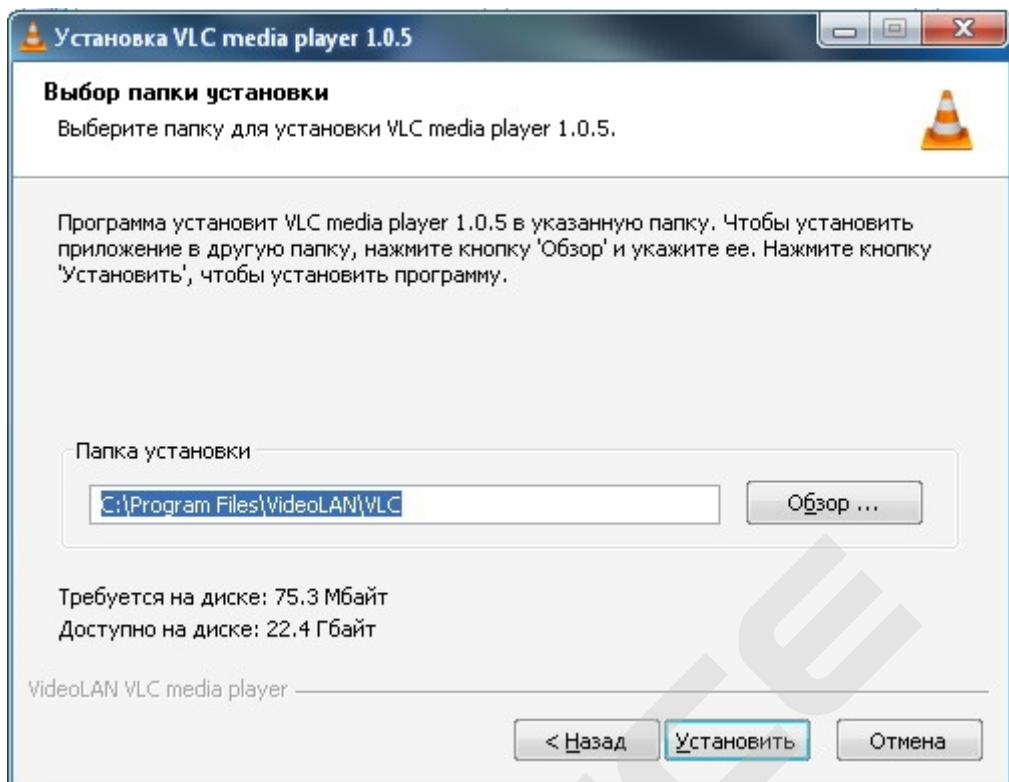 Установка VLC media player 1.0.5
Выбор папки установки
Выберите папку для установки VLC media player 1.0.5.
Программа установит VLC media player 1.0.5 в указанную папку. Чтобы установить
приложение в другую папку, нажмите кнопку 'Обзор' и укажите ее. Нажмите кнопку
'Установить', чтобы установить программу.
Папка установки
C:\Program Files\VideoLAN\VLC
Обзор ...
Требуется на диске: 75.3 Мбайт
Доступно на диске: 22.4 Гбайт
VideoLAN VLC media player
< Назад Установить Отмена